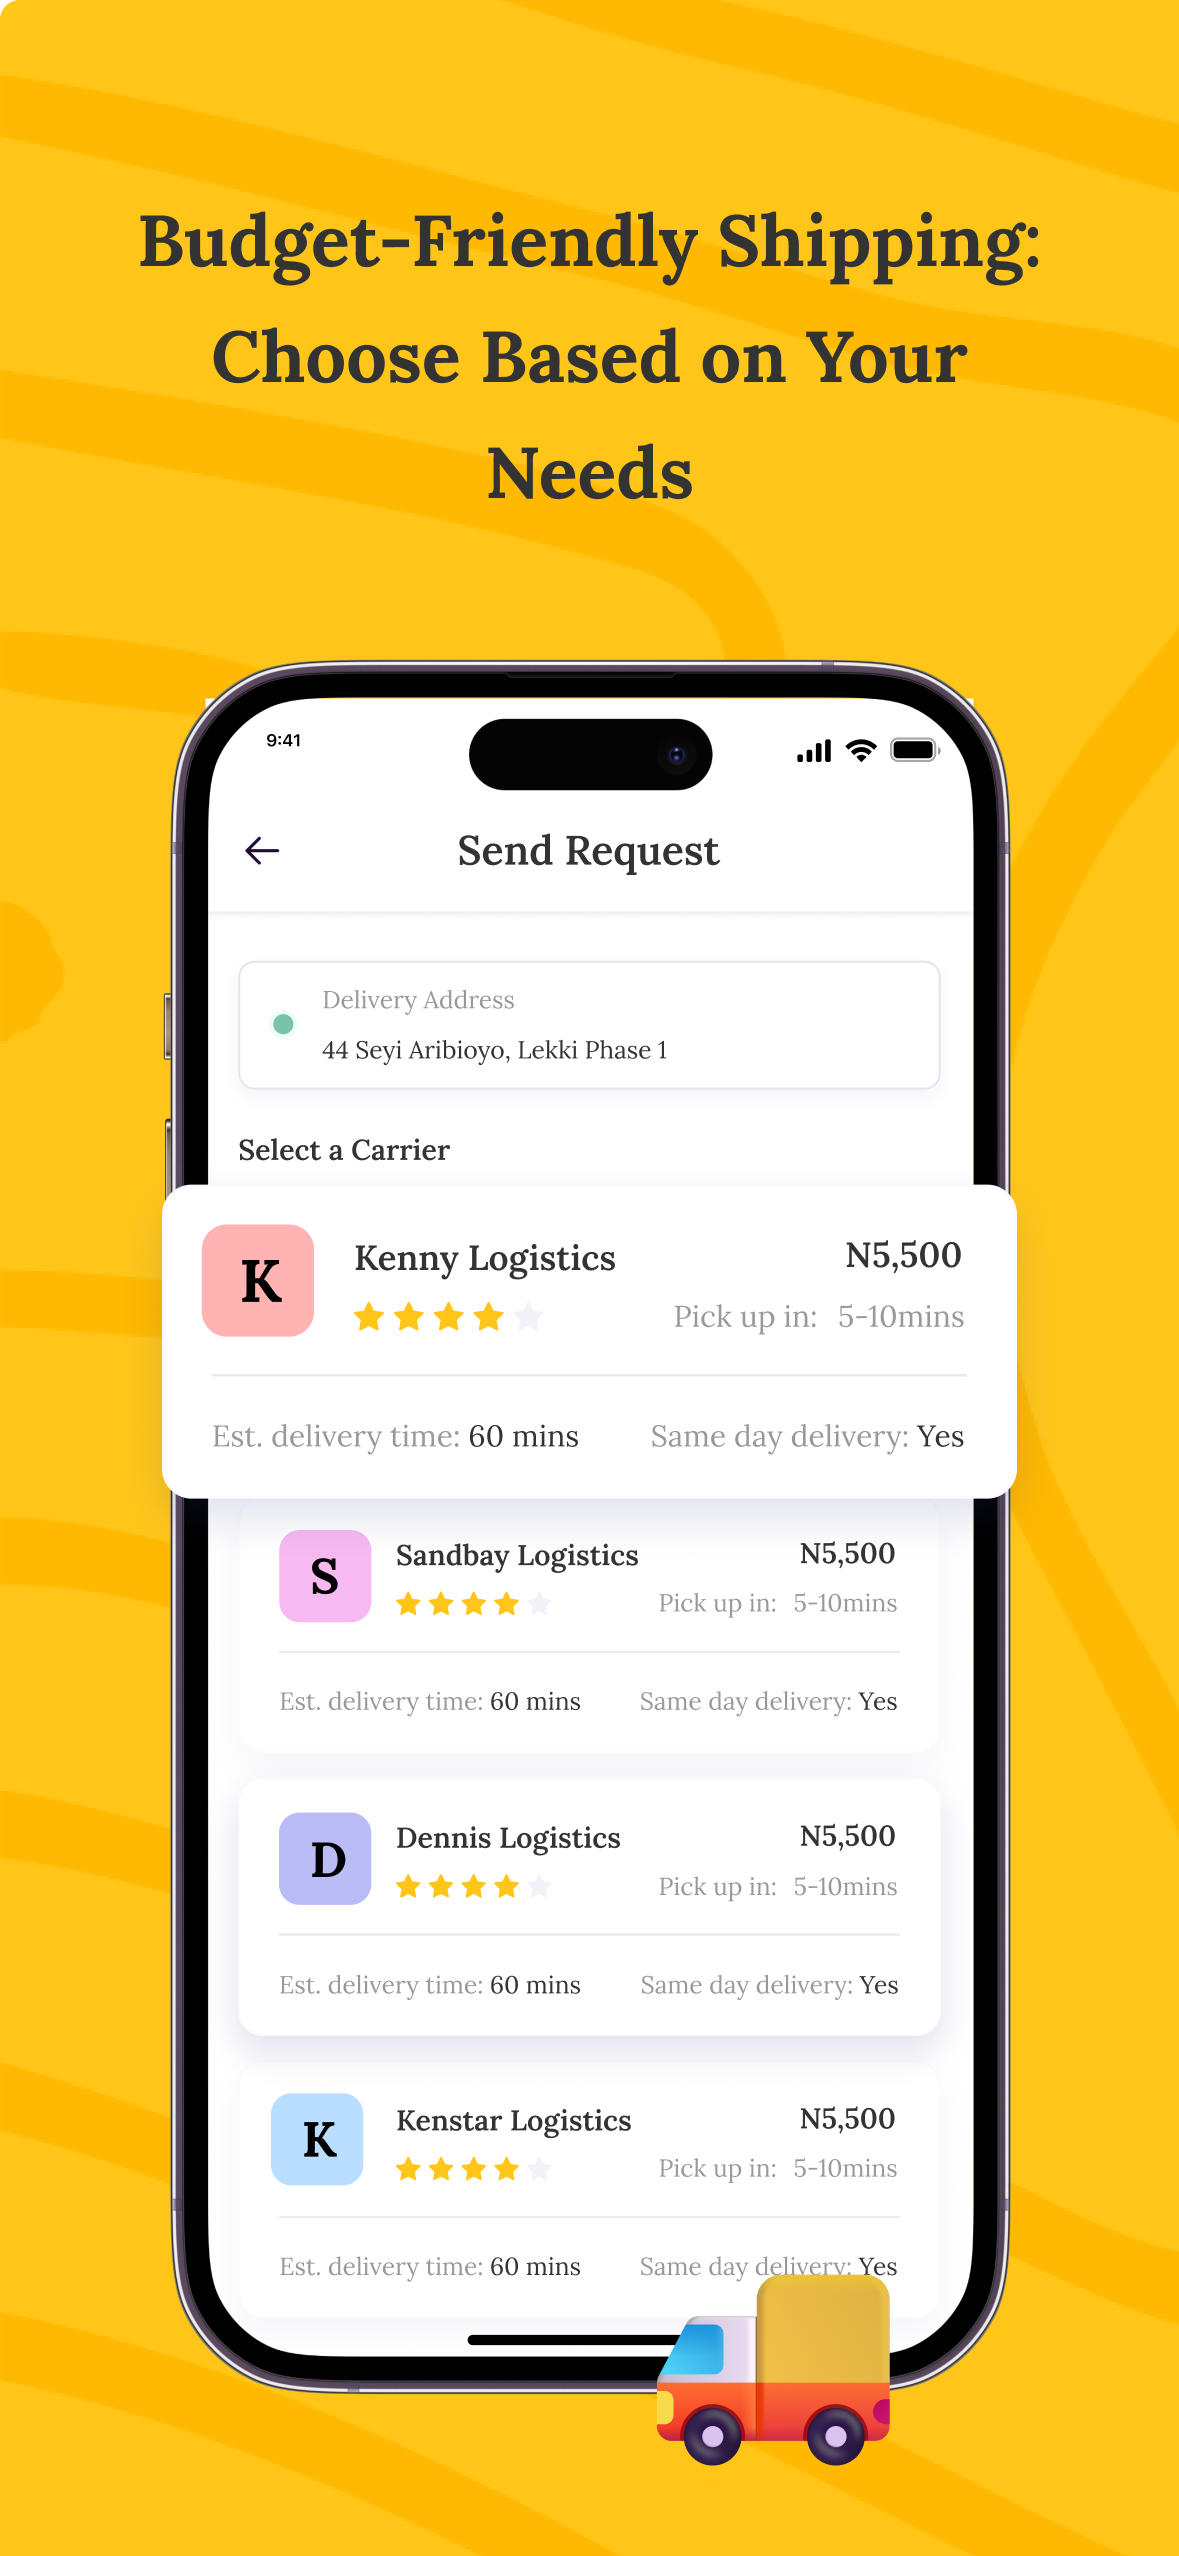 Budget-Friendly Shipping:
Choose Based on Your
Needs
9:41
Send Request
Delivery Address
44 Seyi Aribioyo, Lekki Phase 1
Select a Carrier
K
Kenny Logistics
N5,500
Pick up in: 5-10mins
Est. delivery time: 60 mins
Same day delivery: Yes
S
Sandbay Logistics
N5,500
Pick up in: 5-10mins
Est. delivery time: 60 mins
Same day delivery: Yes
D
Dennis Logistics
N5,500
Pick up in: 5-10mins
Est. delivery time: 60 mins
Same day delivery: Yes
K
Kenstar Logistics
N5,500
Pick up in: 5-10mins
Est. delivery time: 60 mins
Same day delivery: Yes